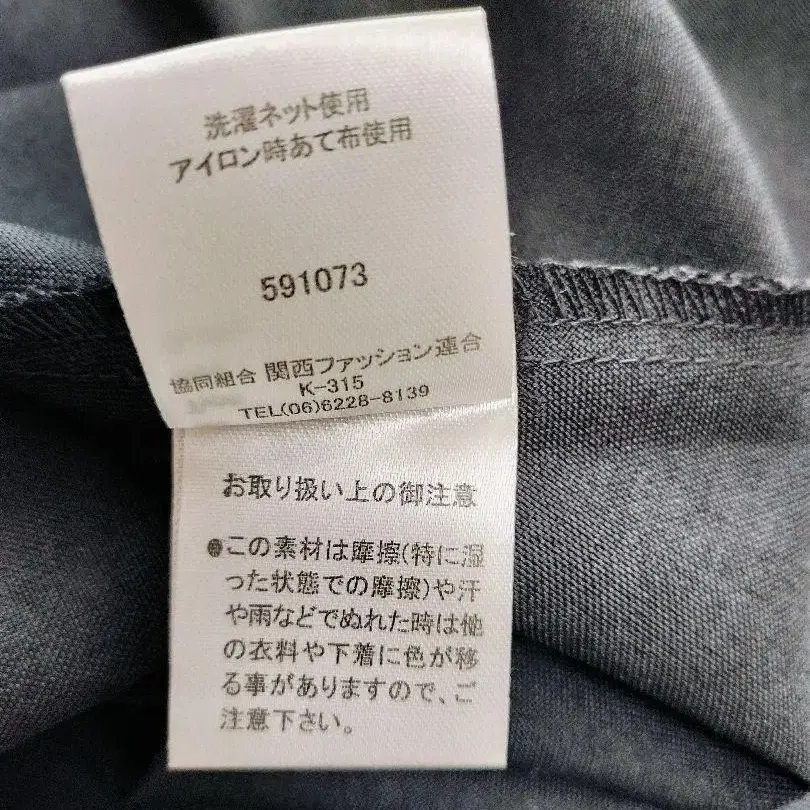 洗濯ネット使用
アイロン時あて布使用
591073
協同組合 関西ファッション連合
K-315
TEL(06)6228-8139
お取り扱い上の御注意
●この素材は摩擦(特に湿
った状態での摩擦)や汗
や雨などでぬれた時は他
の衣料や下着に色が移
る事がありますので、ご
注意下さい。